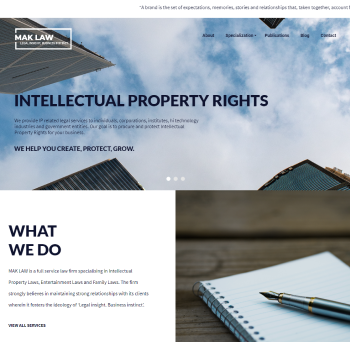 "A brand is the set of expectations, memories, stories and relationships that, taken together, account f
MAK LAW
LEGAL INSIGHT. BUSINESS INSTINCT.
About Specialization Publications Blog Contact
INTELLECTUAL PROPERTY RIGHTS
We provide IP related legal services to individuals, corporations, institutes, hi technology
industries and government entities. Our goal is to procure and protect Intellectual
Property Rights for your business.
WE HELP YOU CREATE, PROTECT, GROW.
WHAT
WE DO
MAK LAW is a full service law firm specialising in Intellectual
Property Laws, Entertainment Laws and Family Laws. The firm
strongly believes in maintaining strong relationships with its clients
wherein it fosters the ideology of 'Legal Insight. Business Instinct'.
VIEW ALL SERVICES